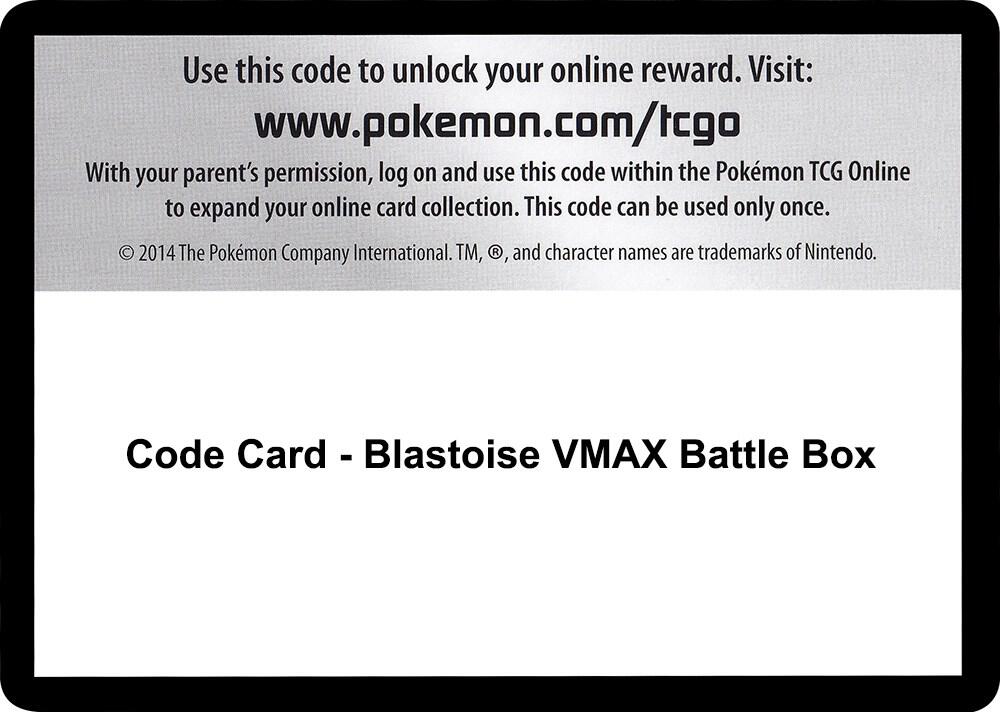 Use this code to unlock your online reward. Visit:
www.pokemon.com/tcgo
With your parent's permission, log on and use this code within the Pokémon TCG Online
to expand your online card collection. This code can be used only once.
© 2014 The Pokémon Company International. TM, ®, and character names are trademarks of Nintendo.
Code Card - Blastoise VMAX Battle Box